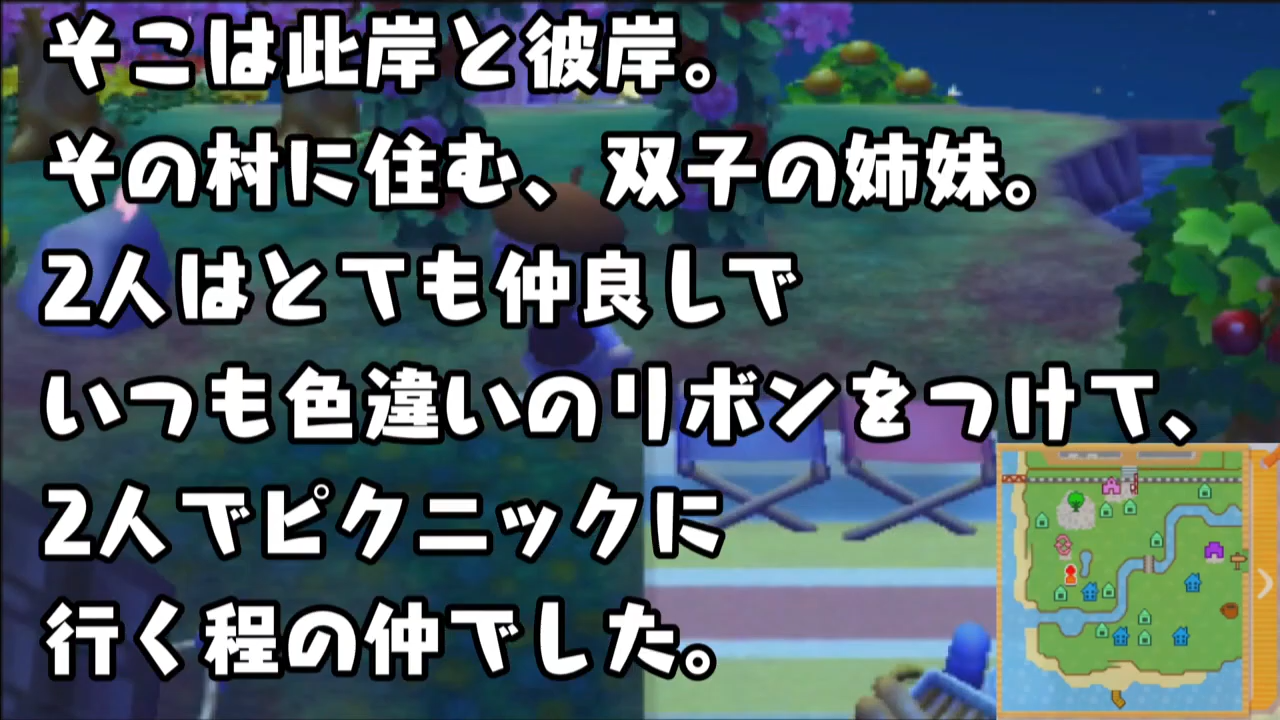 そこは此岸と彼岸。
その村に住む、双子の姉妹。
2人はとても仲良しで
いつも色違いのリボンをつけて、
2人でピクニックに
行く程の仲でした。